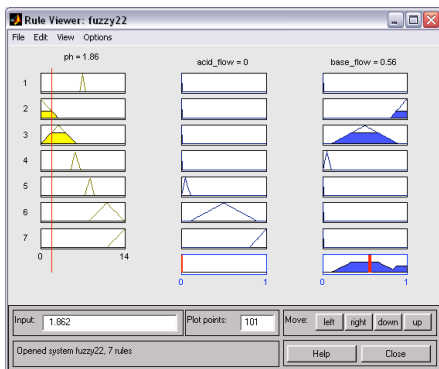 Rule Viewer: fuzzy22
File Edit View Options
ph = 1.86 acid_flow = 0 base_flow = 0.56
1
2
3
4
5
6
7
0 14
0 1 0 1
Input: 1.862 Plot points: 101 Move: left right down up
Opened system fuzzy22, 7 rules Help Close